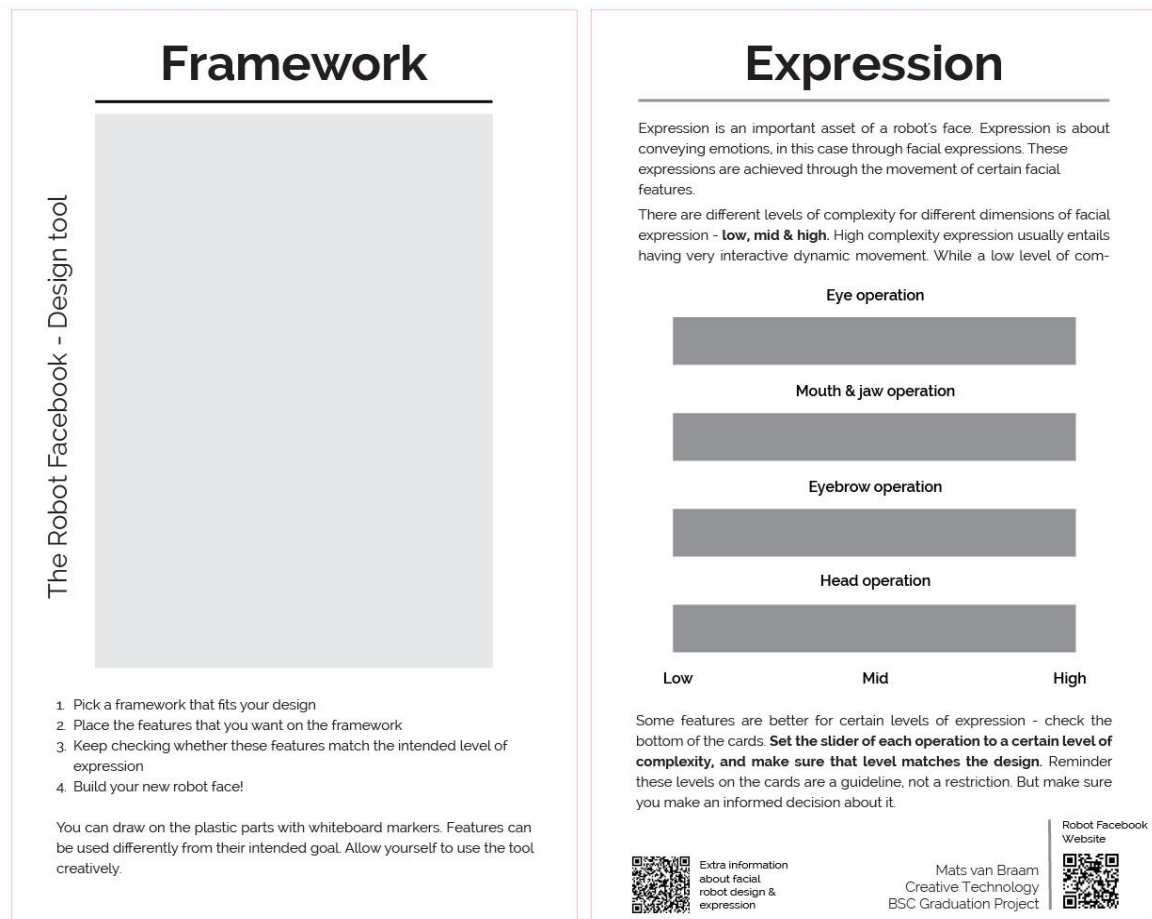 Framework
The Robot Facebook - Design tool
1. Pick a framework that fits your design
2. Place the features that you want on the framework
3. Keep checking whether these features match the intended level of
expression
4. Build your new robot face!
You can draw on the plastic parts with whiteboard markers. Features can
be used differently from their intended goal. Allow yourself to use the tool
creatively.
Expression
Expression is an important asset of a robot's face. Expression is about
conveying emotions, in this case through facial expressions. These
expressions are achieved through the movement of certain facial
features.
There are different levels of complexity for different dimensions of facial
expression - low, mid & high. High complexity expression usually entails
having very interactive dynamic movement. While a low level of com-
Eye operation
Mouth & jaw operation
Eyebrow operation
Head operation
Low Mid High
Some features are better for certain levels of expression - check the
bottom of the cards. Set the slider of each operation to a certain level of
complexity, and make sure that level matches the design. Reminder
these levels on the cards are a guideline, not a restriction. But make sure
you make an informed decision about it.
Extra information
about facial
robot design &
expression
Mats van Braam
Creative Technology
BSC Graduation Project
Robot Facebook
Website